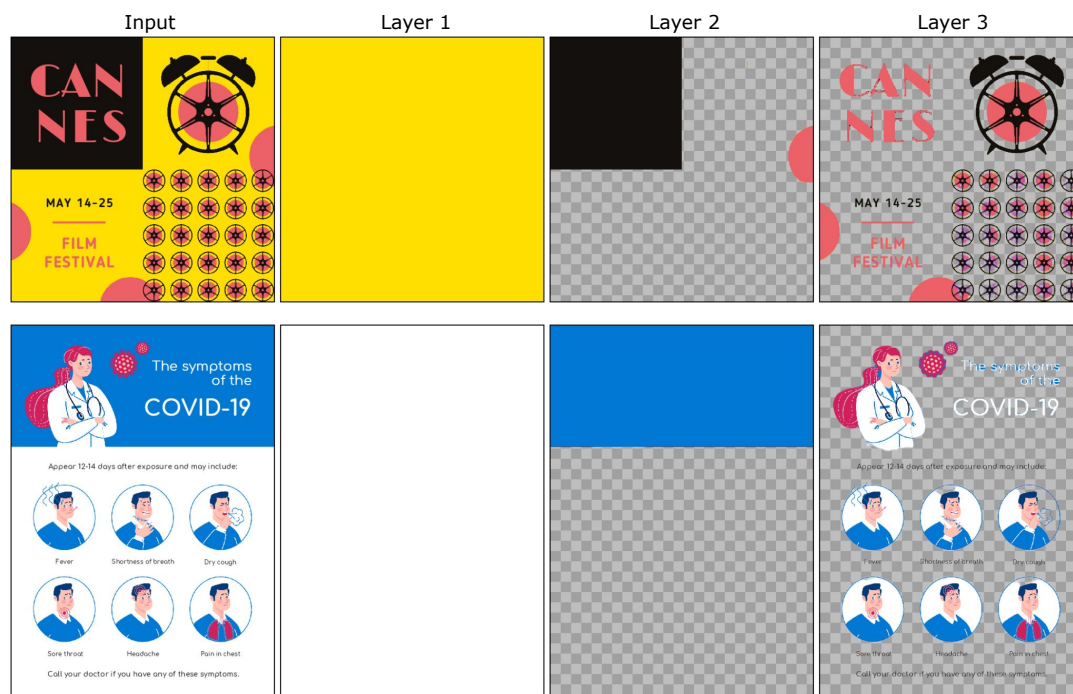 Input
Layer 1
Layer 2
Layer 3
CAN
NES
MAY 14-25
FILM
FESTIVAL
CAN
NES
MAY 14-25
FILM
FESTIVAL
The symptoms
of the
COVID-19
Appear 12-14 days after exposure and may include:
Fever
Shortness of breath
Dry cough
Sore throat
Headache
Pain in chest
Call your doctor if you have any of these symptoms.
The symptoms
of the
COVID-19
Appear 12-14 days after exposure and may include:
Fever
Shortness of breath
Dry cough
Sore throat
Headache
Pain in chest
Call your doctor if you have any of these symptoms.